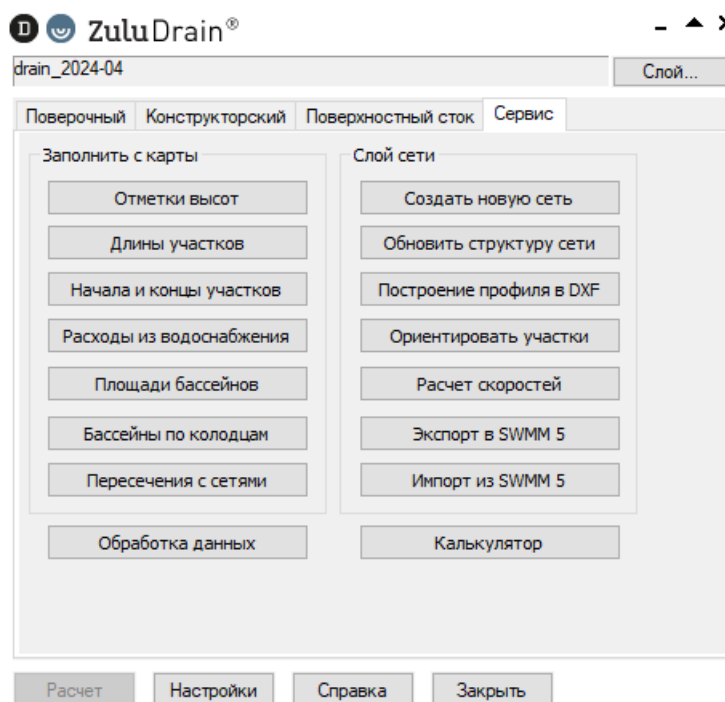 D ZuluDrain®
drain_2024-04
Слой...
Поверочный Конструкторский Поверхностный сток Сервис
Заполнить с карты
Отметки высот
Длины участков
Начала и концы участков
Расходы из водоснабжения
Площади бассейнов
Бассейны по колодцам
Пересечения с сетями
Обработка данных
Слой сети
Создать новую сеть
Обновить структуру сети
Построение профиля в DXF
Ориентировать участки
Расчет скоростей
Экспорт в SWMM 5
Импорт из SWMM 5
Калькулятор
Расчет Настройки Справка Закрыть